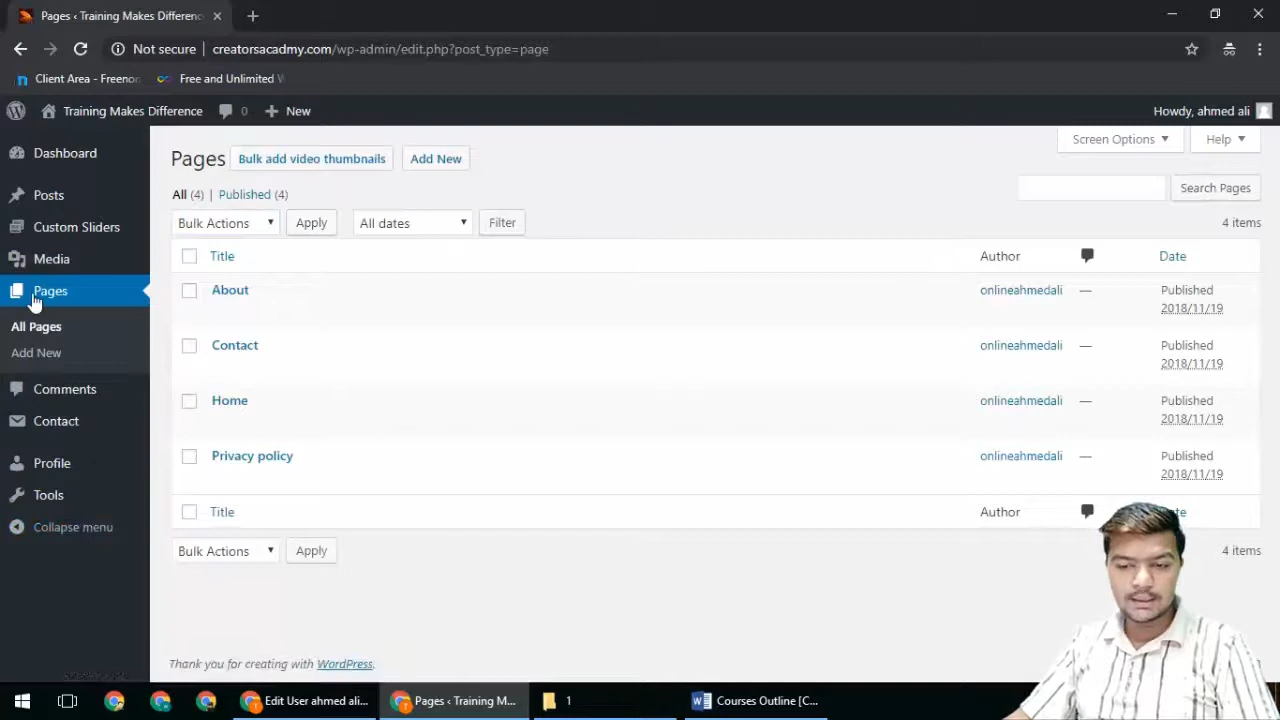 Pages ‹ Training Makes Differenc
Not secure | creatorsacadmy.com/wp-admin/edit.php?post_type=page
Client Area - Freenon
Free and Unlimited W
Training Makes Difference
0
New
Howdy, ahmed ali
Dashboard
Posts
Custom Sliders
Media
Pages
All Pages
Add New
Comments
Contact
Profile
Tools
Collapse menu
Screen Options
Help
Pages
Bulk add video thumbnails
Add New
All (4) | Published (4)
Search Pages
Bulk Actions
Apply
All dates
Filter
4 items
Title
Author
Date
About
onlineahmedali
—
Published
2018/11/19
Contact
onlineahmedali
—
Published
2018/11/19
Home
onlineahmedali
—
Published
2018/11/19
Privacy policy
onlineahmedali
—
Published
2018/11/19
Title
Author
Bulk Actions
Apply
4 items
Thank you for creating with WordPress.
Edit User ahmed ali...
Pages ‹ Training M...
1
Courses Outline [C...